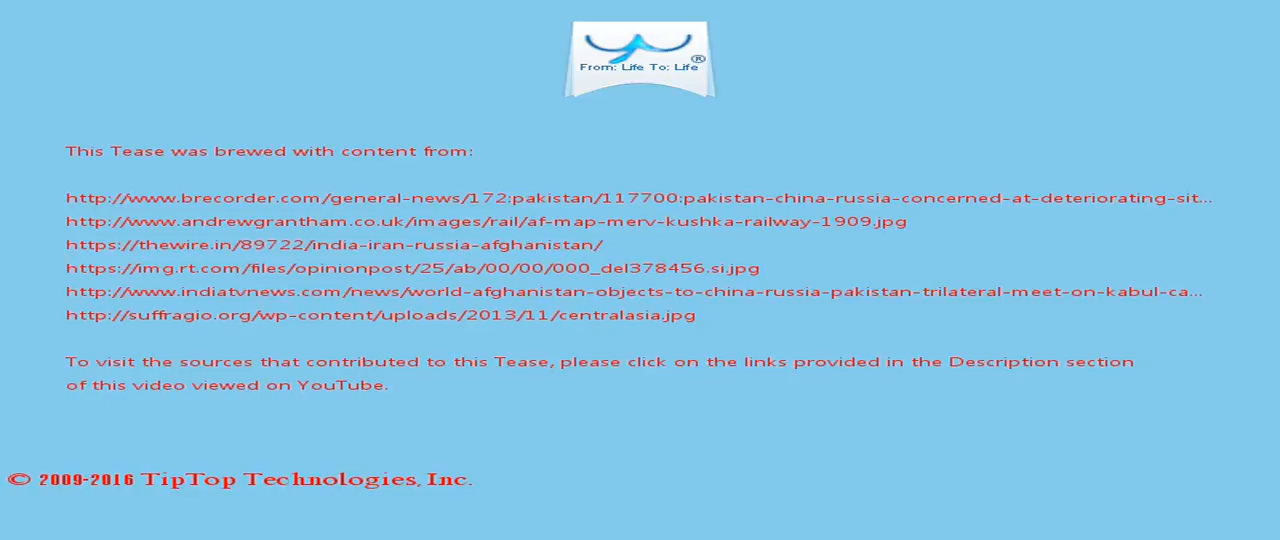 From: Life To: Life ®
This Tease was brewed with content from:
http://www.brecorder.com/general-news/172:pakistan/117700:pakistan-china-russia-concerned-at-deteriorating-sit...
http://www.andrewgrantham.co.uk/images/rail/af-map-merv-kushka-railway-1909.jpg
https://thewire.in/89722/india-iran-russia-afghanistan/
https://img.rt.com/files/opinionpost/25/ab/00/00/000_del378456.si.jpg
http://www.indiatvnews.com/news/world-afghanistan-objects-to-china-russia-pakistan-trilateral-meet-on-kabul-ca...
http://suffragio.org/wp-content/uploads/2013/11/centralasia.jpg
To visit the sources that contributed to this Tease, please click on the links provided in the Description section
of this video viewed on YouTube.
© 2009-2016 TipTop Technologies, Inc.